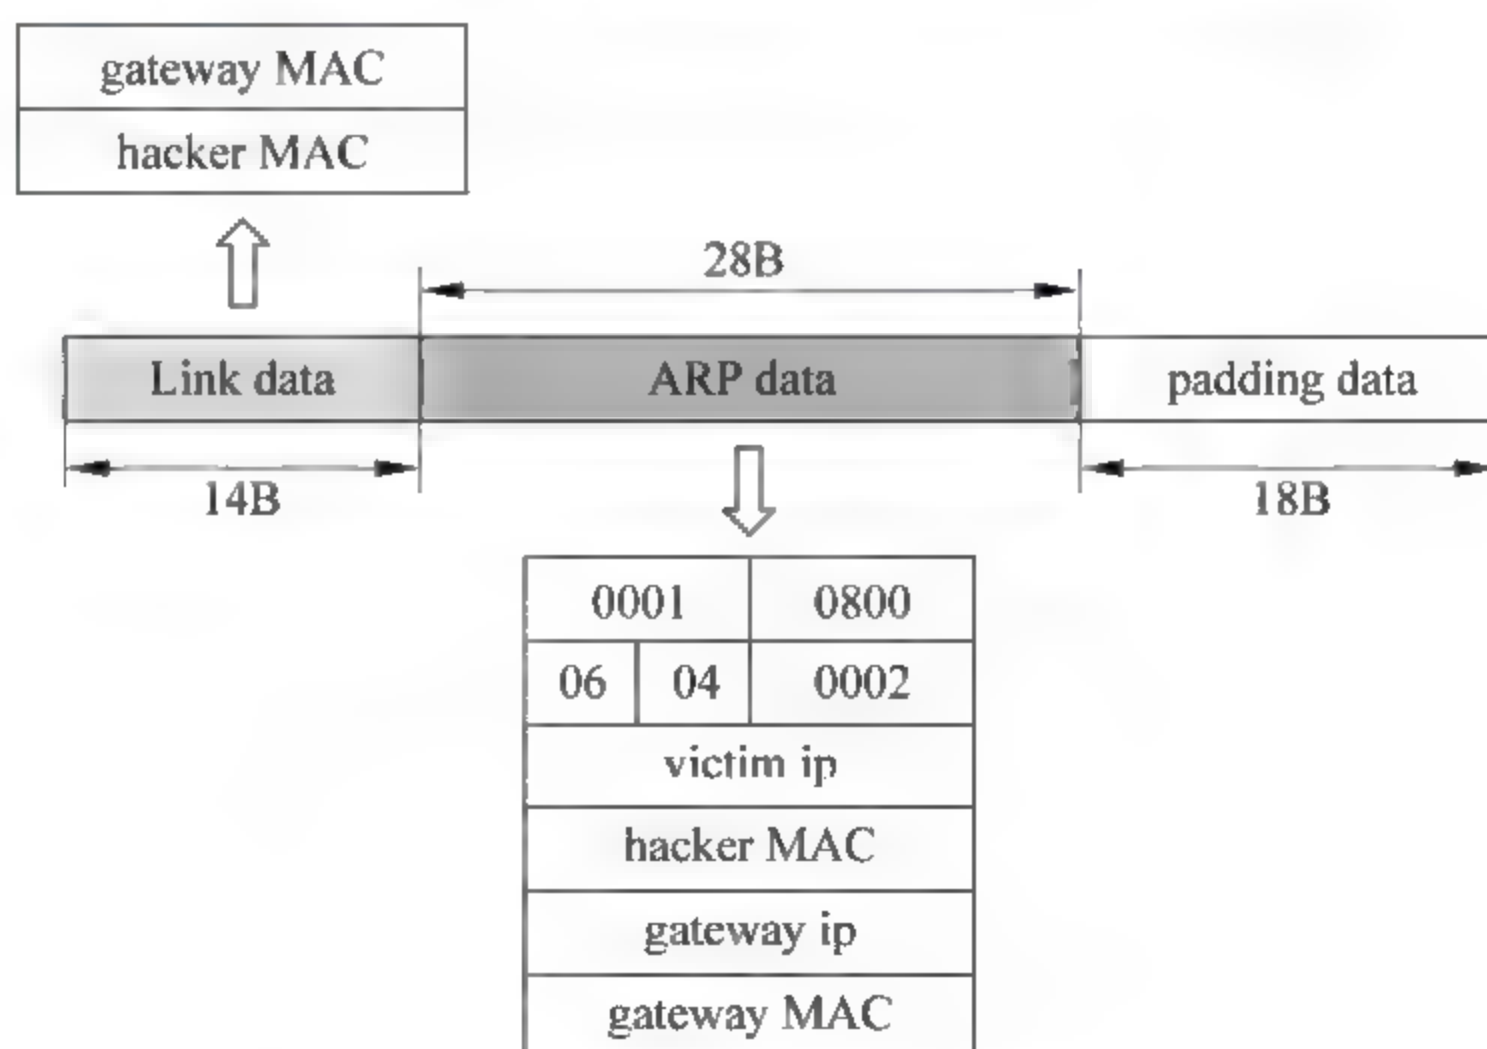 gateway MAC
hacker MAC
28B
Link data ARP data padding data
14B 18B
0001 0800
06 04 0002
victim ip
hacker MAC
gateway ip
gateway MAC